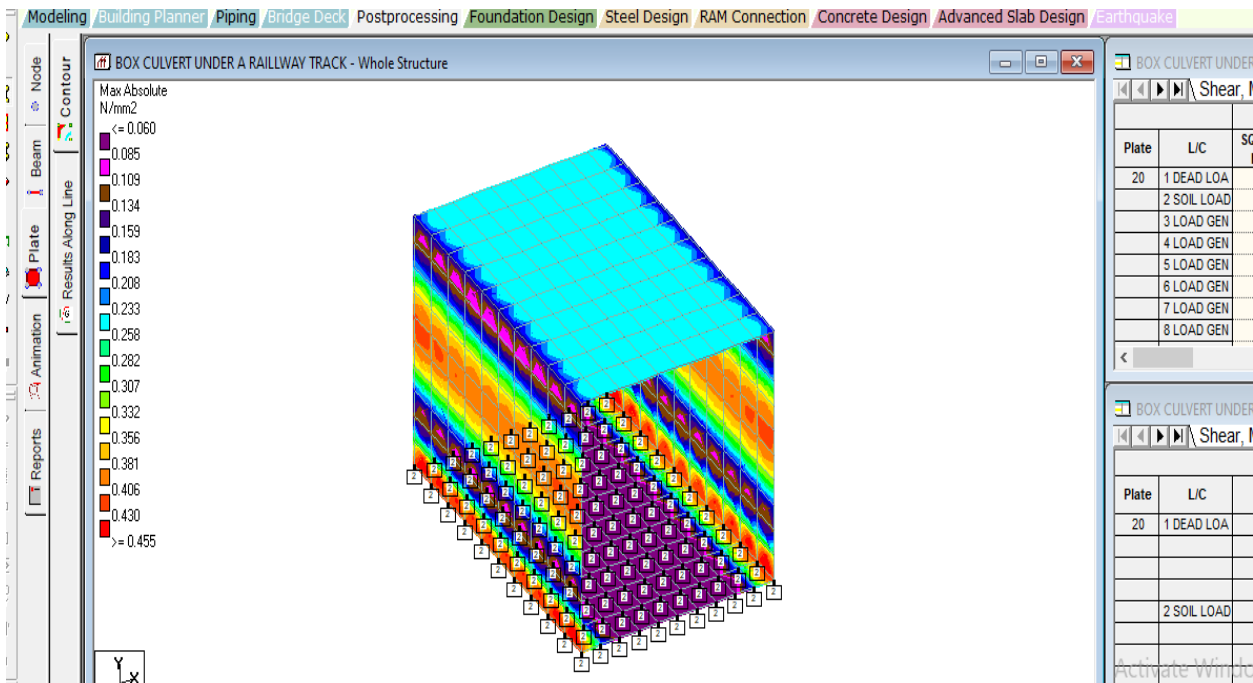 Modeling Building Planner Piping Bridge Deck Postprocessing Foundation Design Steel Design RAM Connection Concrete Design Advanced Slab Design Earthquake
Node
Beam
Plate
Animation
Reports
Contour
Results Along Line
BOX CULVERT UNDER A RAILLWAY TRACK - Whole Structure
Max Absolute
N/mm2
<= 0.060
0.085
0.109
0.134
0.159
0.183
0.208
0.233
0.258
0.282
0.307
0.332
0.356
0.381
0.406
0.430
>= 0.455
Y
X
BOX CULVERT UNDER
Shear, M
Plate L/C
20 1 DEAD LOA
2 SOIL LOAD
3 LOAD GEN
4 LOAD GEN
5 LOAD GEN
6 LOAD GEN
7 LOAD GEN
8 LOAD GEN
BOX CULVERT UNDER
Shear, M
Plate L/C
20 1 DEAD LOA
2 SOIL LOAD
Activate Windo